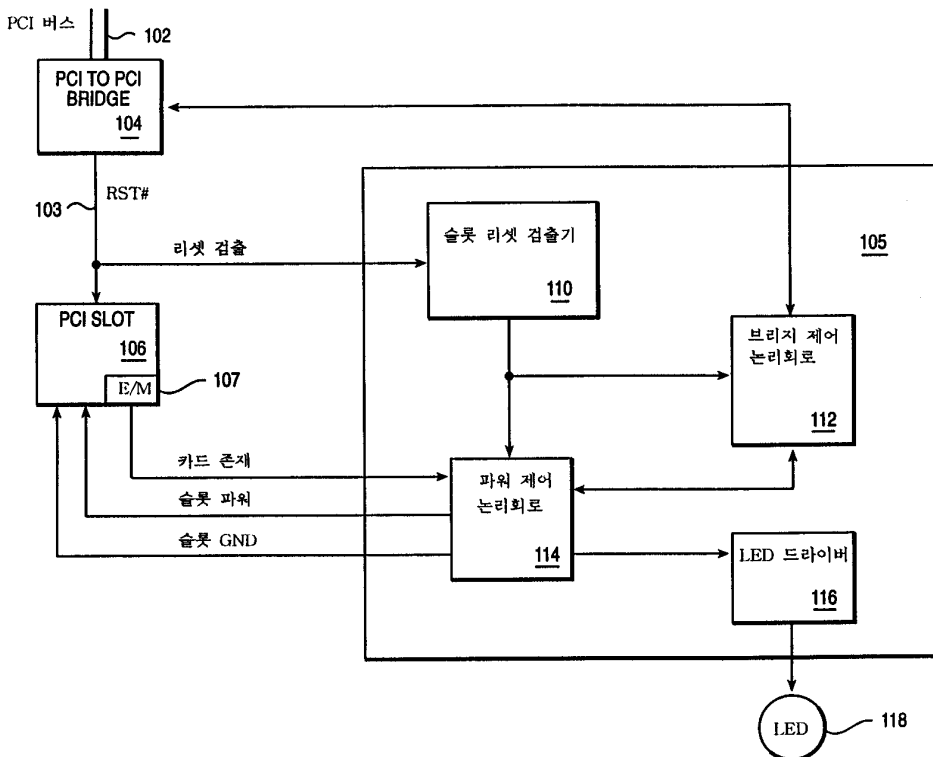 PCI 버스
102
PCI TO PCI
BRIDGE
104
103
RST#
리셋 검출
슬롯 리셋 검출기
110
105
PCI SLOT
106
E/M
107
브리지 제어
논리회로
112
카드 존재
슬롯 파워
슬롯 GND
파워 제어
논리회로
114
LED 드라이버
116
LED
118